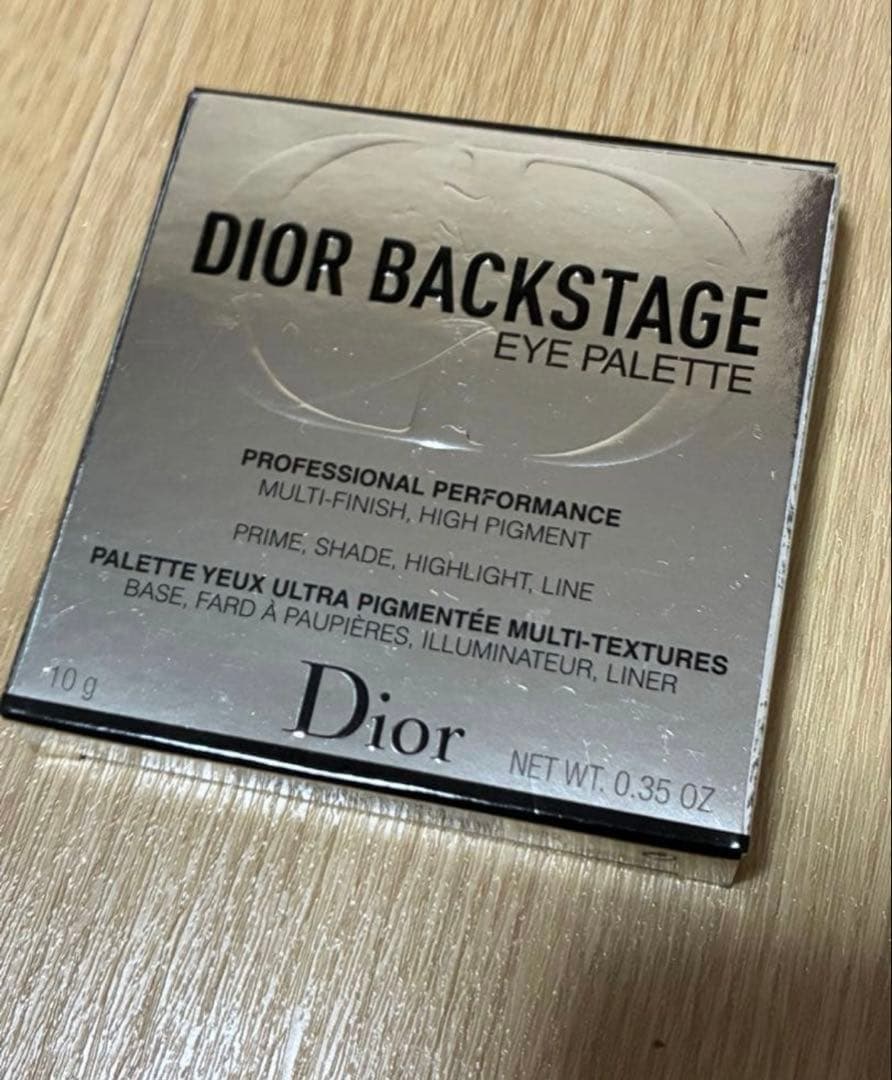 DIOR BACKSTAGE
EYE PALETTE
PROFESSIONAL PERFORMANCE
MULTI-FINISH, HIGH PIGMENT
PRIME, SHADE, HIGHLIGHT, LINE
PALETTE YEUX ULTRA PIGMENTÉE MULTI-TEXTURES
BASE, FARD À PAUPIÈRES, ILLUMINATEUR, LINER
10 g
Dior
NET WT. 0.35 OZ